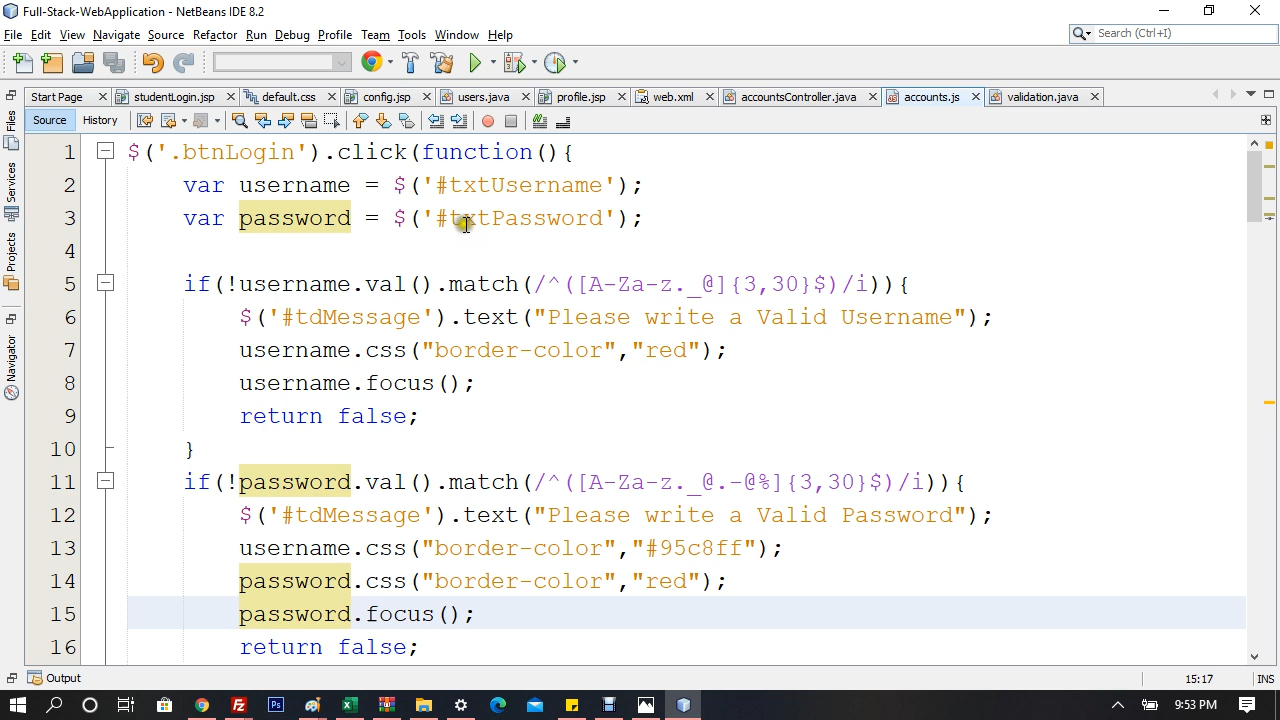 Full-Stack-WebApplication - NetBeans IDE 8.2
File Edit View Navigate Source Refactor Run Debug Profile Team Tools Window Help
Search (Ctrl+I)
Start Page studentLogin.jsp default.css config.jsp users.java profile.jsp web.xml accountsController.java accounts.js validation.java
Source History
Files
Services
Projects
Navigator
1 $('.btnLogin').click(function(){
2 var username = $('#txtUsername');
3 var password = $('#txtPassword');
4
5 if(!username.val().match(/^([A-Za-z._@]{3,30}$)/i)){
6 $('#tdMessage').text("Please write a Valid Username");
7 username.css("border-color","red");
8 username.focus();
9 return false;
10 }
11 if(!password.val().match(/^([A-Za-z._@.-@%]{3,30}$)/i)){
12 $('#tdMessage').text("Please write a Valid Password");
13 username.css("border-color","#95c8ff");
14 password.css("border-color","red");
15 password.focus();
16 return false;
Output
15:17 INS
9:53 PM